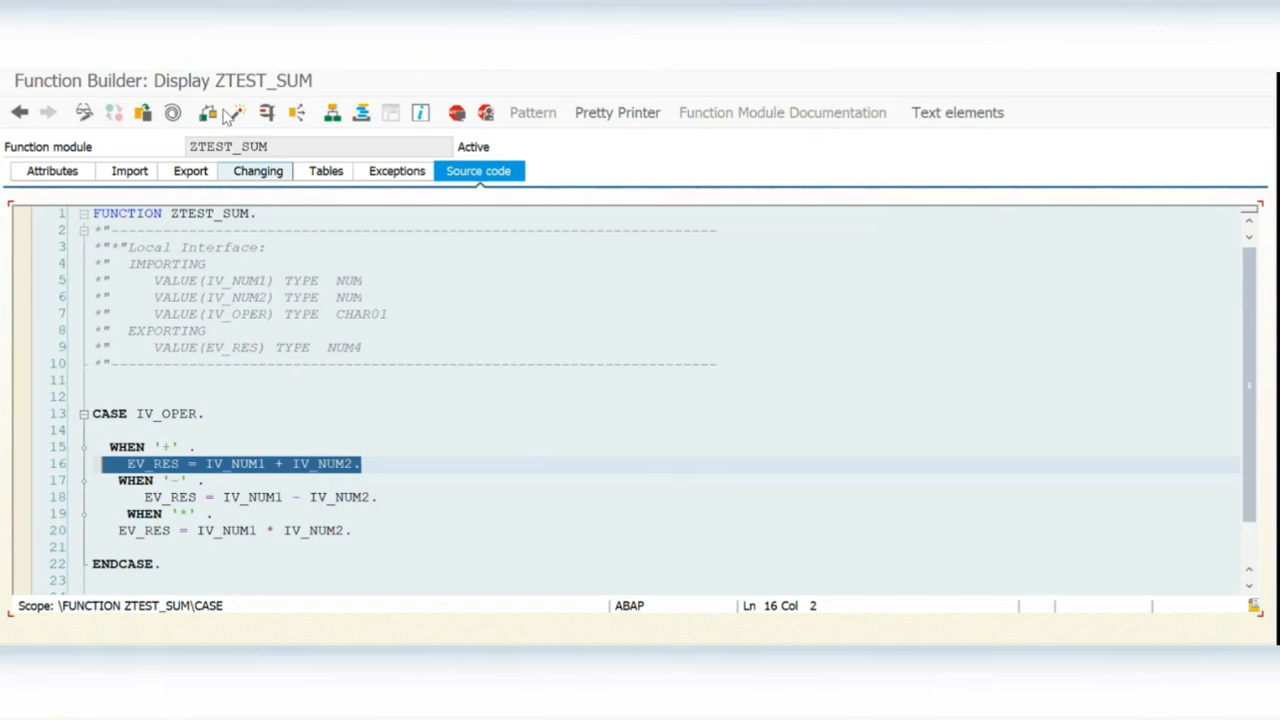 Function Builder: Display ZTEST_SUM
Pattern Pretty Printer Function Module Documentation Text elements
Function module ZTEST_SUM Active
Attributes Import Export Changing Tables Exceptions Source code
1 FUNCTION ZTEST_SUM.
2 *"----------------------------------------------------------------------
3 *"*"Local Interface:
4 *"  IMPORTING
5 *"     VALUE(IV_NUM1) TYPE  NUM
6 *"     VALUE(IV_NUM2) TYPE  NUM
7 *"     VALUE(IV_OPER) TYPE  CHAR01
8 *"  EXPORTING
9 *"     VALUE(EV_RES) TYPE  NUM4
10 *"----------------------------------------------------------------------
11
12
13 CASE IV_OPER.
14
15   WHEN '+' .
16     EV_RES = IV_NUM1 + IV_NUM2.
17    WHEN '-' .
18       EV_RES = IV_NUM1 - IV_NUM2.
19     WHEN '*' .
20    EV_RES = IV_NUM1 * IV_NUM2.
21
22 ENDCASE.
23
Scope: \FUNCTION ZTEST_SUM\CASE ABAP Ln 16 Col 2